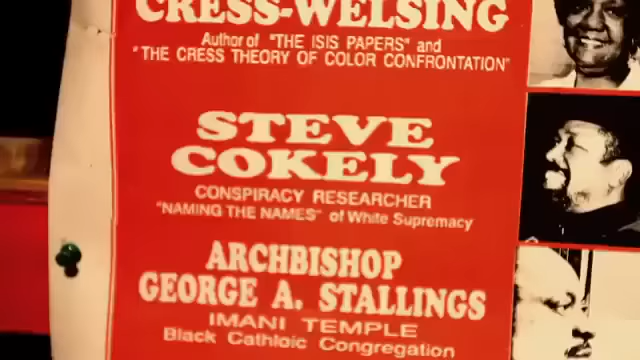 CRESS-WELSING
Author of "THE ISIS PAPERS" and
"THE CRESS THEORY OF COLOR CONFRONTATION"
STEVE
COKELY
CONSPIRACY RESEARCHER
"NAMING THE NAMES" of White Supremacy
ARCHBISHOP
GEORGE A. STALLINGS
IMANI TEMPLE
Black Cathloic Congregation